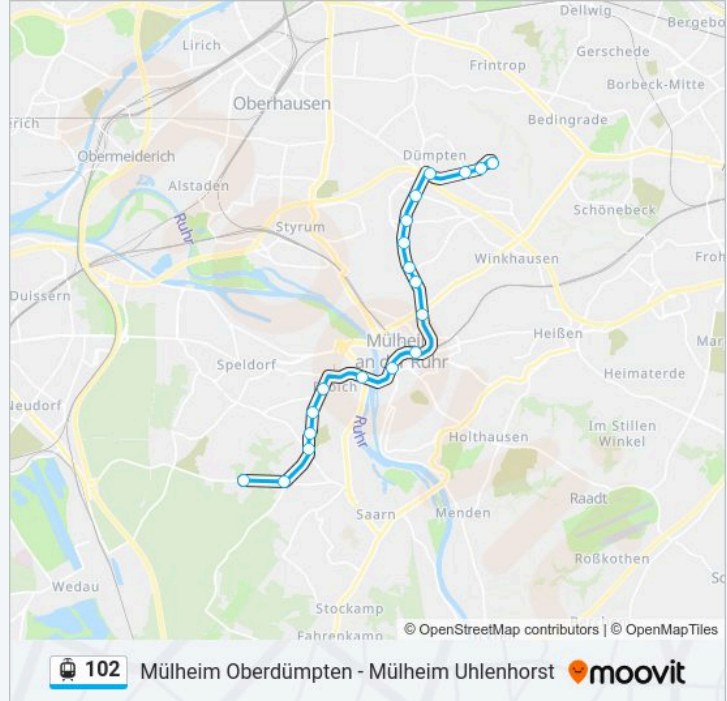 Dellwig
Bergebo
Lirich
Gerschede
Frintrop
Borbeck-Mitte
Oberhausen
erich
Bedingrade
Obermeiderich
Dümpten
Alstaden
Schönebeck
Ruhr
Styrum
Winkhausen
Froh
Duissern
Heißen
Mar
Speldorf
an der Ruhr
Heimaterde
Neudorf
Ruhr
Im Stillen
Winkel
Holthausen
Raadt
Saarn
Menden
Roßkothen
Wedau
Stockamp
Fahrenkamp
© OpenStreetMap contributors | © OpenMapTiles
102 Mülheim Oberdümpten - Mülheim Uhlenhorst moovit